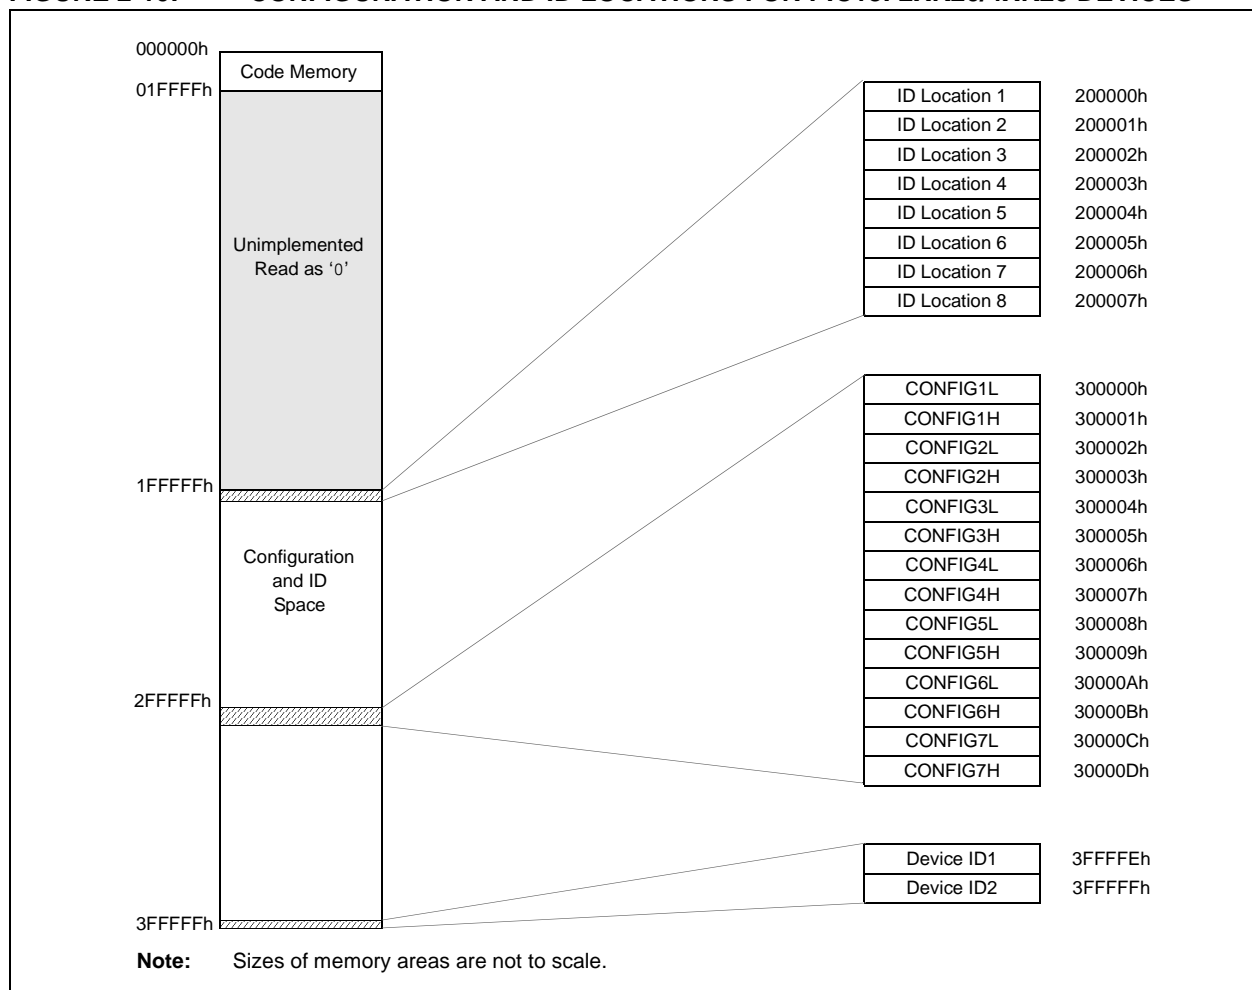 000000h
Code Memory
01FFFFh
Unimplemented
Read as ‘0’
1FFFFFh
Configuration
and ID
Space
2FFFFFh
3FFFFFh
ID Location 1 200000h
ID Location 2 200001h
ID Location 3 200002h
ID Location 4 200003h
ID Location 5 200004h
ID Location 6 200005h
ID Location 7 200006h
ID Location 8 200007h
CONFIG1L 300000h
CONFIG1H 300001h
CONFIG2L 300002h
CONFIG2H 300003h
CONFIG3L 300004h
CONFIG3H 300005h
CONFIG4L 300006h
CONFIG4H 300007h
CONFIG5L 300008h
CONFIG5H 300009h
CONFIG6L 30000Ah
CONFIG6H 30000Bh
CONFIG7L 30000Ch
CONFIG7H 30000Dh
Device ID1 3FFFFEh
Device ID2 3FFFFFh
Note: Sizes of memory areas are not to scale.